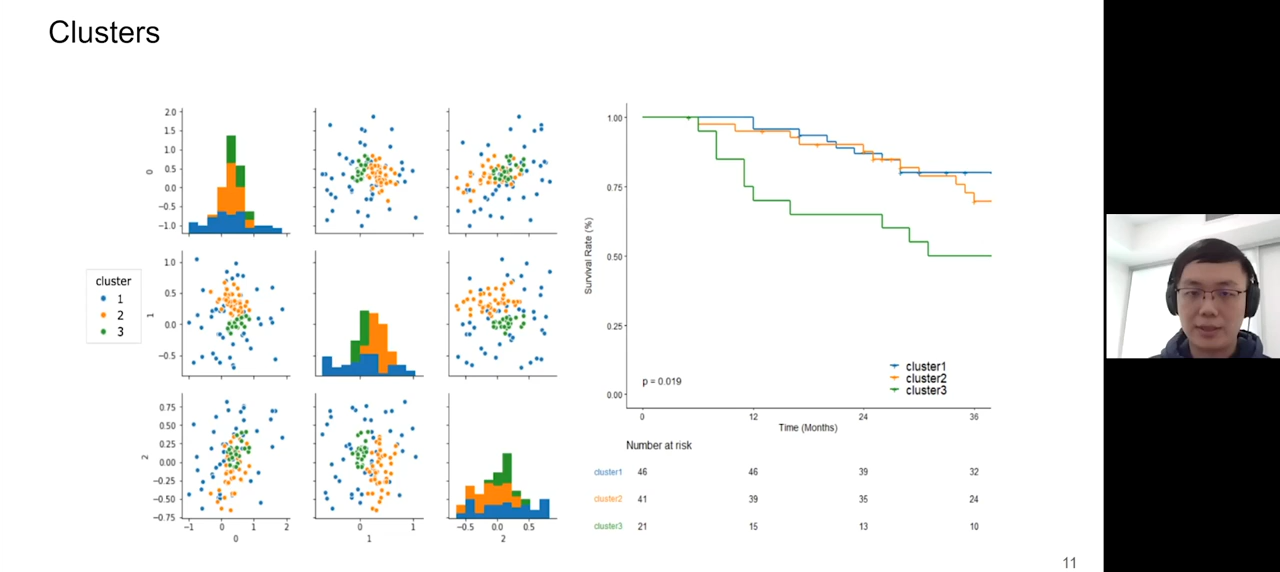 Clusters
2.0
1.5
1.0
0.5
0.0
−0.5
−1.0
0
1.0
0.5
0.0
−0.5
1
0.75
0.50
0.25
0.00
−0.25
−0.50
−0.75
2
−1 0 1 2
0
0 1
1
−0.5 0.0 0.5
2
cluster
1
2
3
1.00
0.75
0.50
0.25
0.00
Survival Rate (%)
p = 0.019
cluster1
cluster2
cluster3
0 12 24 36
Time (Months)
Number at risk
cluster1 46 46 39 32
cluster2 41 39 35 24
cluster3 21 15 13 10
11